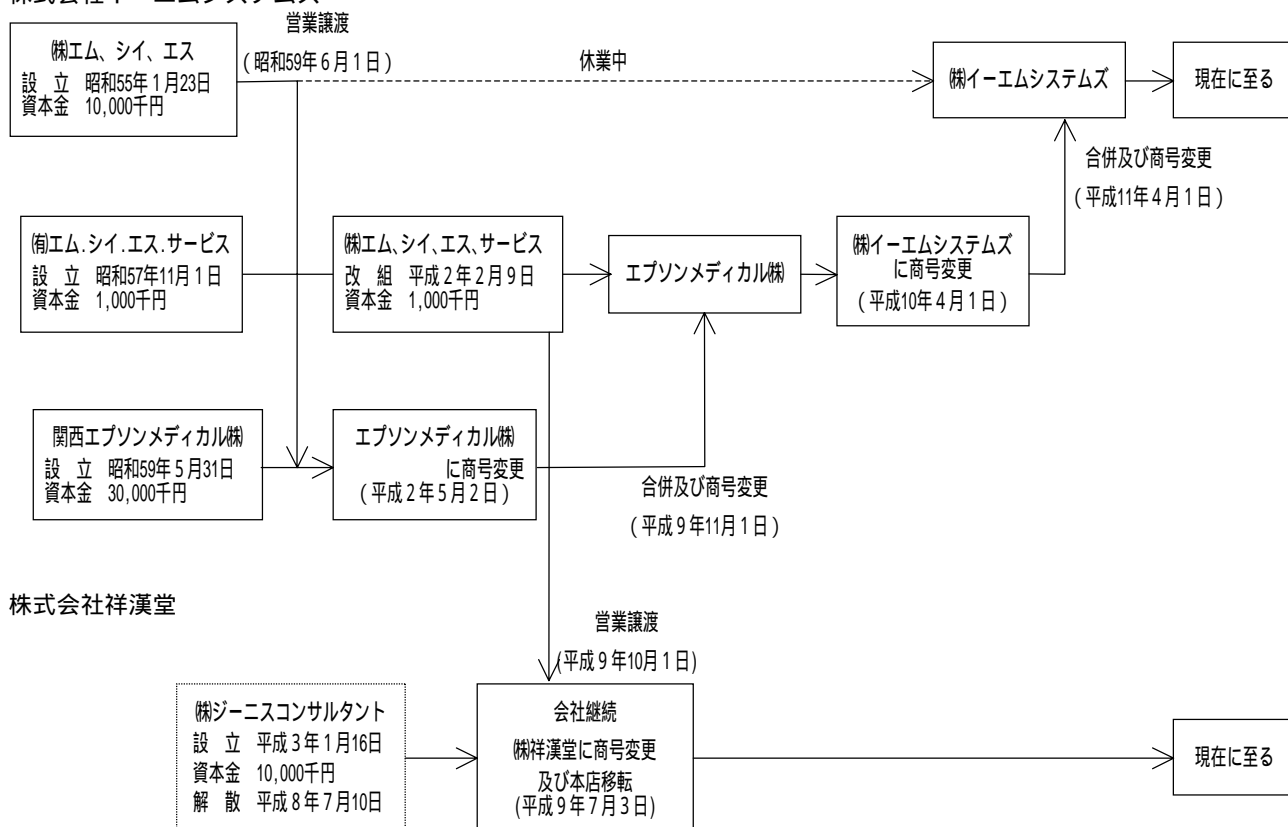 株式会社イーエムシステムズ
営業譲渡
(昭和59年6月1日)
㈱エム、シイ、エス
設 立 昭和55年1月23日
資本金 10,000千円
休業中
㈱イーエムシステムズ
現在に至る
合併及び商号変更
(平成11年4月1日)
㈲エム.シイ.エス.サービス
設 立 昭和57年11月1日
資本金 1,000千円
㈱エム、シイ、エス、サービス
改 組 平成2年2月9日
資本金 1,000千円
エプソンメディカル㈱
㈱イーエムシステムズ
に商号変更
(平成10年4月1日)
関西エプソンメディカル㈱
設 立 昭和59年5月31日
資本金 30,000千円
エプソンメディカル㈱
に商号変更
(平成2年5月2日)
合併及び商号変更
(平成9年11月1日)
株式会社祥漢堂
営業譲渡
(平成9年10月1日)
㈱ジーニスコンサルタント
設 立 平成3年1月16日
資本金 10,000千円
解 散 平成8年7月10日
会社継続
㈱祥漢堂に商号変更
及び本店移転
(平成9年7月3日)
現在に至る